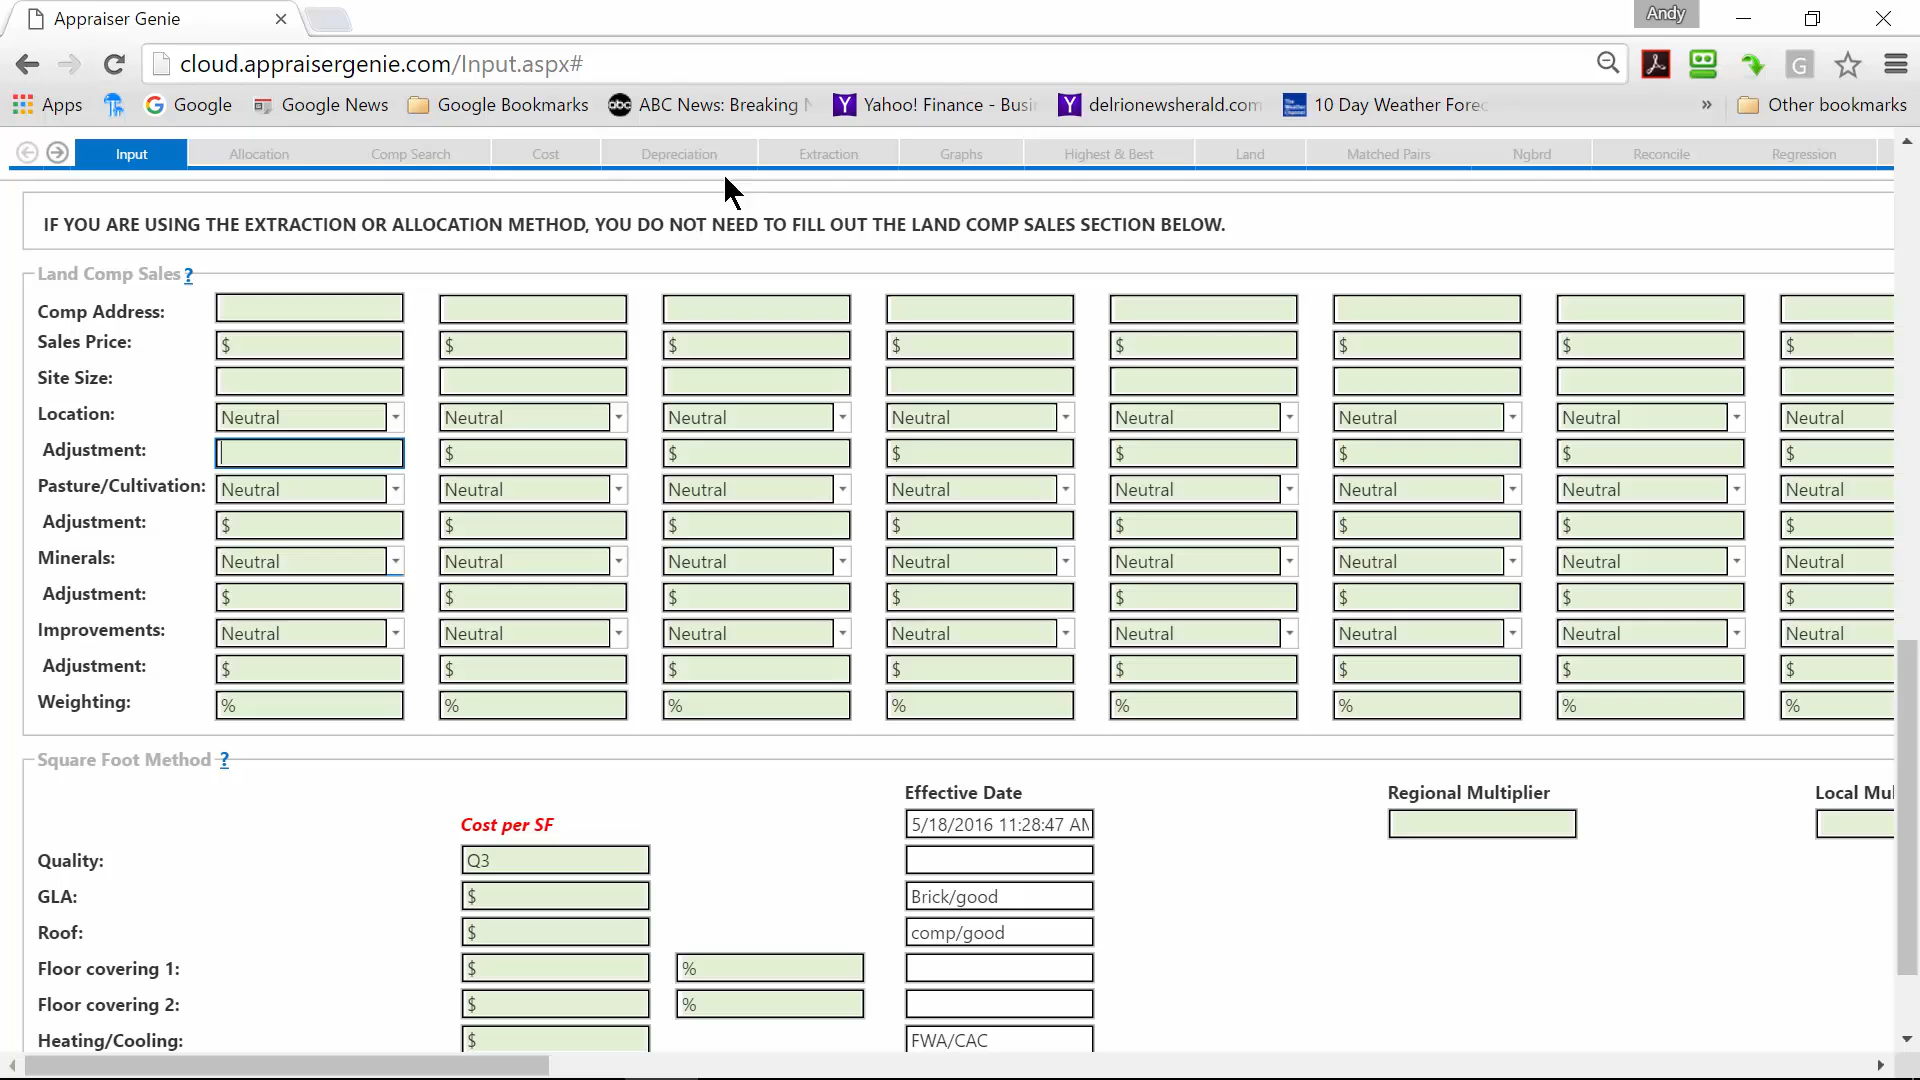 Appraiser Genie
Andy
cloud.appraisergenie.com/Input.aspx#
Apps Google Google News Google Bookmarks abc ABC News: Breaking Yahoo! Finance - Busi delrionewsherald.com 10 Day Weather Forec » Other bookmarks
Input Allocation Comp Search Cost Depreciation Extraction Graphs Highest & Best Land Matched Pairs Ngbrd Reconcile Regression
IF YOU ARE USING THE EXTRACTION OR ALLOCATION METHOD, YOU DO NOT NEED TO FILL OUT THE LAND COMP SALES SECTION BELOW.
Land Comp Sales ?
Comp Address:
Sales Price: $ $ $ $ $ $ $ $
Site Size:
Location: Neutral Neutral Neutral Neutral Neutral Neutral Neutral Neutral
Adjustment: $ $ $ $ $ $ $
Pasture/Cultivation: Neutral Neutral Neutral Neutral Neutral Neutral Neutral Neutral
Adjustment: $ $ $ $ $ $ $ $
Minerals: Neutral Neutral Neutral Neutral Neutral Neutral Neutral Neutral
Adjustment: $ $ $ $ $ $ $ $
Improvements: Neutral Neutral Neutral Neutral Neutral Neutral Neutral Neutral
Adjustment: $ $ $ $ $ $ $ $
Weighting: % % % % % % % %
Square Foot Method ?
Effective Date Regional Multiplier Local Mul
Cost per SF 5/18/2016 11:28:47 AM
Quality: Q3
GLA: $ Brick/good
Roof: $ comp/good
Floor covering 1: $ %
Floor covering 2: $ %
Heating/Cooling: $ FWA/CAC